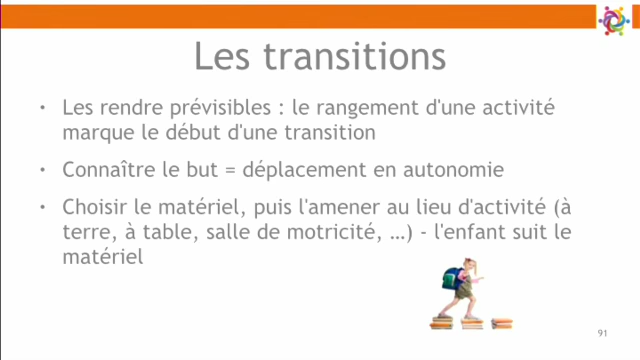 Les transitions
• Les rendre prévisibles : le rangement d'une activité
marque le début d'une transition
• Connaître le but = déplacement en autonomie
• Choisir le matériel, puis l'amener au lieu d'activité (à
terre, à table, salle de motricité, …) - l'enfant suit le
matériel
91